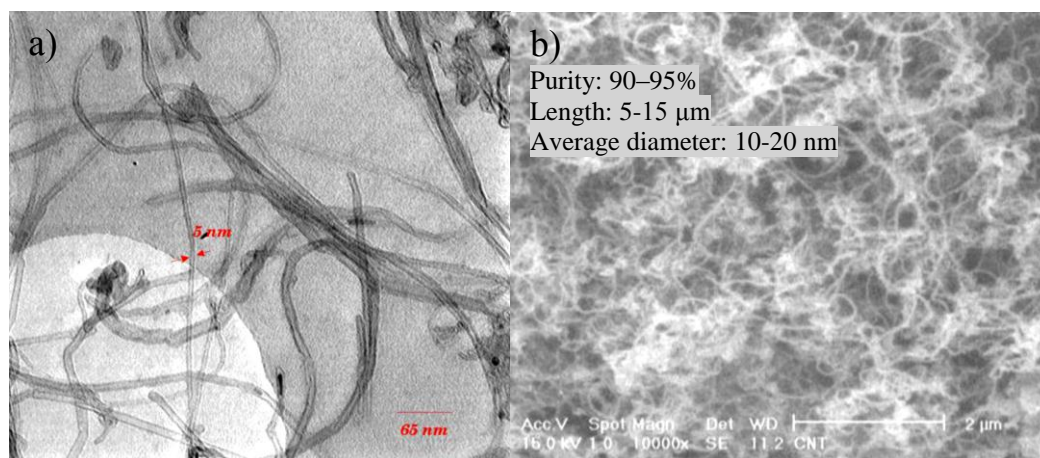 a)
5 nm
65 nm
b)
Purity: 90–95%
Length: 5-15 μm
Average diameter: 10-20 nm
Acc.V Spot Magn Det WD 2 μm
15.0 kV 1.0 10000x SE 11.2 CNT